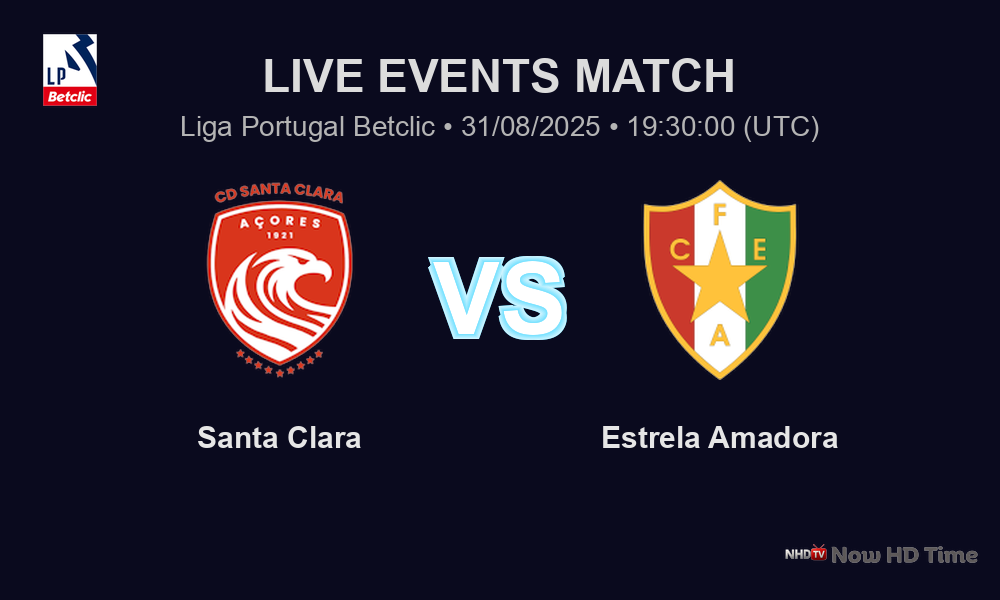 LP
Betclic
LIVE EVENTS MATCH
Liga Portugal Betclic • 31/08/2025 • 19:30:00 (UTC)
CD SANTA CLARA
AÇORES
1921
F
C E
A
VS
Santa Clara
Estrela Amadora
NHDTV Now HD Time